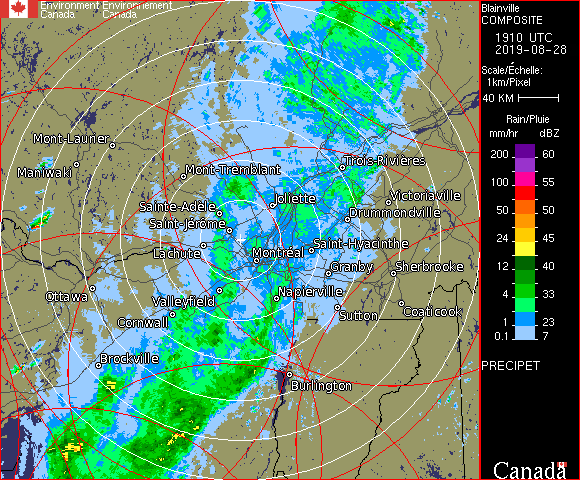 Environment Environnement
Canada Canada
Blainville
COMPOSITE
1910 UTC
2019-08-28
Scale/Échelle:
1km/Pixel
40 KM
Rain/Pluie
mm/hr dBZ
200 60
100 55
50 50
24 45
12 40
4 33
1 23
0.1 7
PRECIPET
Canada
Mont-Laurier
Maniwaki
Mont-Tremblant
Trois-Rivières
Sainte-Adèle
Joliette
Victoriaville
Saint-Jérôme
Drummondville
Lachute
Montréal
Saint-Hyacinthe
Granby
Sherbrooke
Ottawa
Valleyfield
Napierville
Cornwall
Sutton
Coaticook
Brockville
Burlington